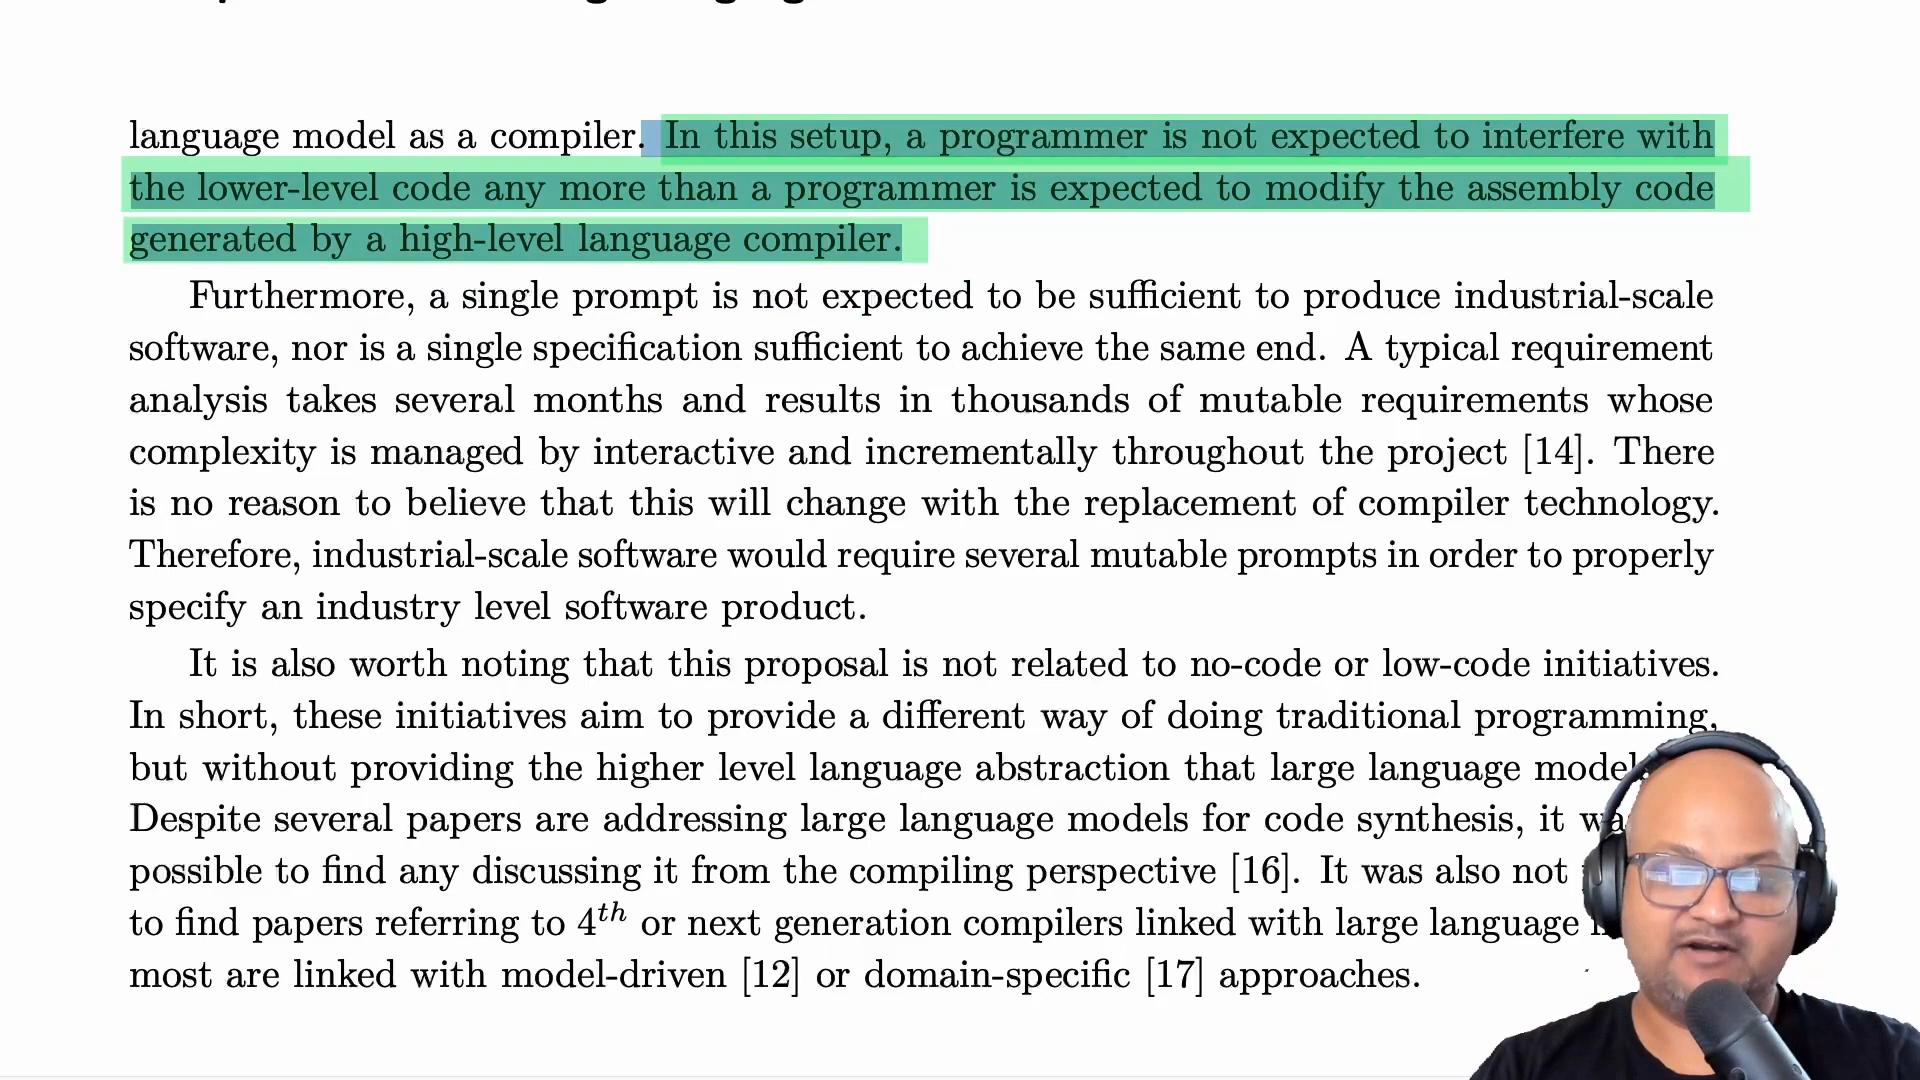 language model as a compiler. In this setup, a programmer is not expected to interfere with
the lower-level code any more than a programmer is expected to modify the assembly code
generated by a high-level language compiler.
Furthermore, a single prompt is not expected to be sufficient to produce industrial-scale
software, nor is a single specification sufficient to achieve the same end. A typical requirement
analysis takes several months and results in thousands of mutable requirements whose
complexity is managed by interactive and incrementally throughout the project [14]. There
is no reason to believe that this will change with the replacement of compiler technology.
Therefore, industrial-scale software would require several mutable prompts in order to properly
specify an industry level software product.
It is also worth noting that this proposal is not related to no-code or low-code initiatives.
In short, these initiatives aim to provide a different way of doing traditional programming,
but without providing the higher level language abstraction that large language
Despite several papers are addressing large language models for code synthesis, it
possible to find any discussing it from the compiling perspective [16]. It was also not
to find papers referring to 4th or next generation compilers linked with large language
most are linked with model-driven [12] or domain-specific [17] approaches.